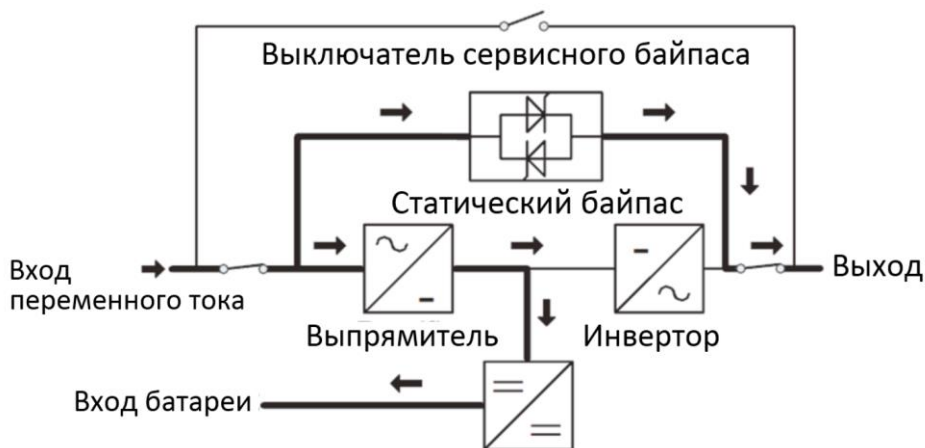 Выключатель сервисного байпаса
Статический байпас
Вход
переменного тока
Выход
Выпрямитель
Инвертор
Вход батареи